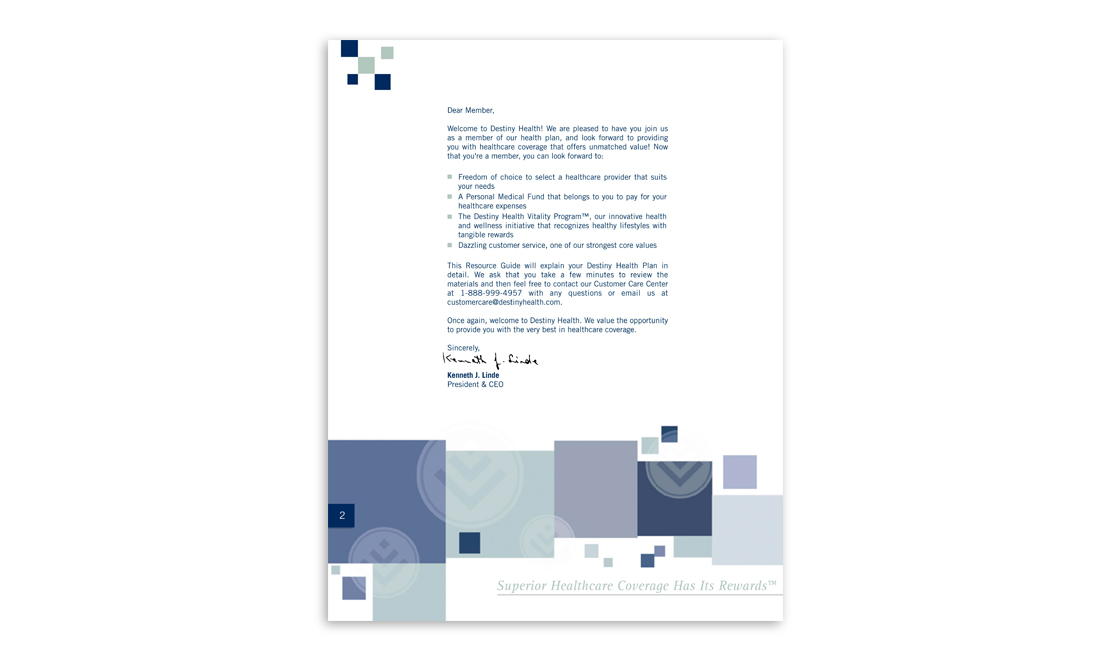 Dear Member,
Welcome to Destiny Health! We are pleased to have you join us
as a member of our health plan, and look forward to providing
you with healthcare coverage that offers unmatched value! Now
that you're a member, you can look forward to:
Freedom of choice to select a healthcare provider that suits
your needs
A Personal Medical Fund that belongs to you to pay for your
healthcare expenses
The Destiny Health Vitality Program™, our innovative health
and wellness initiative that recognizes healthy lifestyles with
tangible rewards
Dazzling customer service, one of our strongest core values
This Resource Guide will explain your Destiny Health Plan in
detail. We ask that you take a few minutes to review the
materials and then feel free to contact our Customer Care Center
at 1-888-999-4957 with any questions or email us at
customercare@destinyhealth.com.
Once again, welcome to Destiny Health. We value the opportunity
to provide you with the very best in healthcare coverage.
Sincerely,
Kenneth J. Linde
Kenneth J. Linde
President & CEO
2
Superior Healthcare Coverage Has Its Rewards™